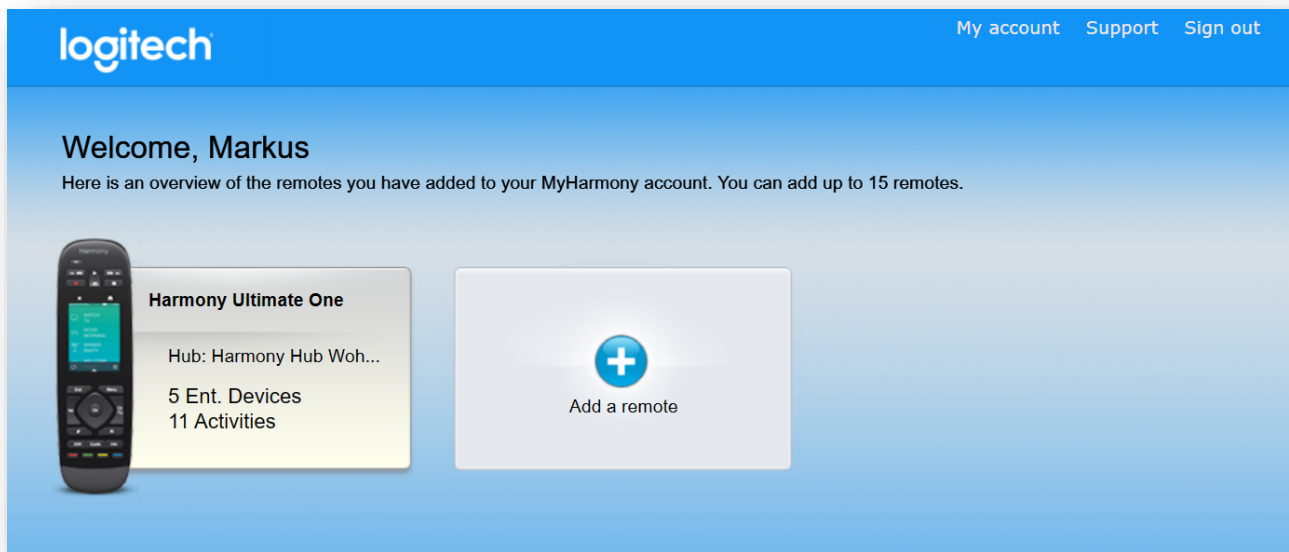 logitech
My account Support Sign out
Welcome, Markus
Here is an overview of the remotes you have added to your MyHarmony account. You can add up to 15 remotes.
Harmony
Harmony Ultimate One
Hub: Harmony Hub Woh...
5 Ent. Devices
11 Activities
Add a remote